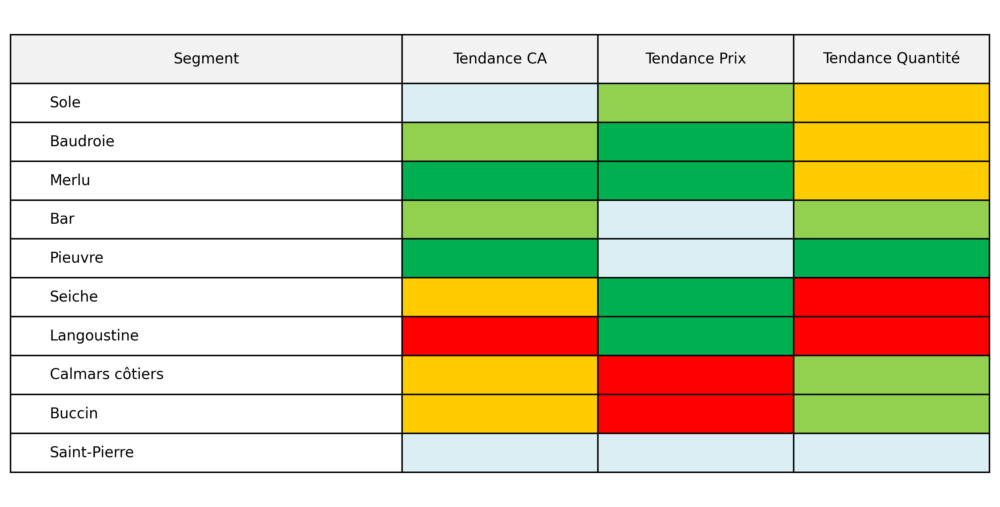 Segment Tendance CA Tendance Prix Tendance Quantité
Sole
Baudroie
Merlu
Bar
Pieuvre
Seiche
Langoustine
Calmars côtiers
Buccin
Saint-Pierre